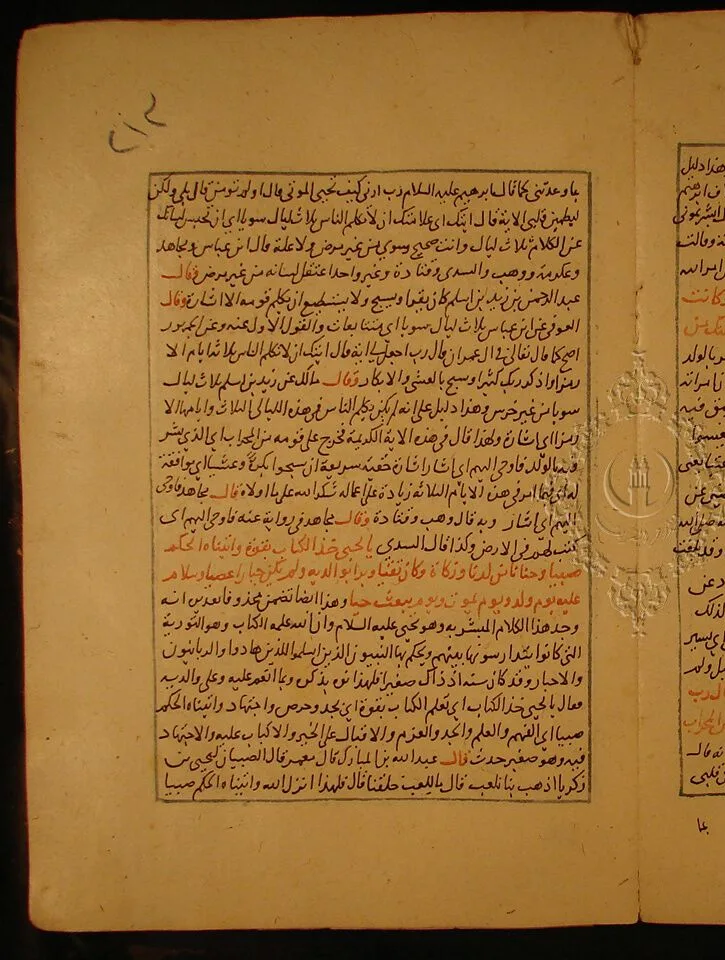 ٢١٣
بما وعدتني كما قال ابرهيم عليه السلام رب ارني كيف تحيي الموتى قال اولم تومن قال بلى ولكن
ليطمين قلبي الاية قال ايتك اي علامتك ان لا تكلم الناس ثلاث ليال سويا اي ان تحبس لسانك
عن الكلام ثلاث ليال وانت صحيح سوي من غير مرض ولا علة قال ابن عباس ومجاهد
وعكرمة ووهب والسدي وقتادة وغير واحد اعتقل لسانه من غير مرض وقال
عبد الرحمن بن زيد بن اسلم كان يقرا ويسبح ولا يستطيع ان يكلم قومه الا اشارة وقال
العوفي عن ابن عباس ثلاث ليال سويا اي متتابعات والقول الاول عنه وعن الجمهور
اصح كما قال تعالى في ال عمران قال رب اجعل لي اية قال ايتك ان لا تكلم الناس ثلاثة ايام الا
رمزا واذكر ربك كثيرا وسبح بالعشي والابكار وقال مالك عن زيد بن اسلم ثلاث ليال
سويا من غير خرس وهذا دليل على انه لم يكن يكلم الناس في هذه الليالي الثلاث وايامها الا
رمزا اي اشارة ولهذا قال في هذه الاية الكريمة فخرج على قومه من المحراب اي الذي بشر
فيه بالولد فاوحى اليهم اي اشار اشارة خفية سريعة ان سبحوا بكرة وعشيا اي موافقة
له اي فيما امر في هذه الايام الثلاثة زيادة على اعماله شكرا لله على ما اولاه قال مجاهد فاوحى
اليهم اي اشار وبه قال وهب وقتادة وقال مجاهد في رواية عنه فاوحى اليهم اي
كتب لهم في الارض وكذا قال السدي يا يحيى خذ الكتاب بقوة واتيناه الحكم
صبيا وحنانا من لدنا وزكاة وكان تقيا وبرا بوالديه ولم يكن جبارا عصيا وسلام
عليه يوم ولد ويوم يموت ويوم يبعث حيا وهذا ايضا تضمن محذوفا تقديره انه
وجد هذا الكلام المبشر به وهو يحيى عليه السلام وان الله علمه الكتاب وهو التورية
التي كانوا يتدارسونها بينهم ويحكم بها النبيون الذين اسلموا للذين هادوا والربانيون
والاحبار وقد كان سنه اذ ذاك صغيرا فلهذا نوه بذكره وبما انعم عليه وعلى والديه
فقال يا يحيى خذ الكتاب اي تعلم الكتاب بقوة اي بجد وحرص واجتهاد واتيناه الحكم
صبيا اي الفهم والعلم والجد والعزم والاقبال على الخير والاكباب عليه والاجتهاد
فيه وهو صغير حدث قال عبد الله بن المبارك قال معمر قال الصبيان ليحيى بن
زكريا اذهب بنا نلعب قال ما للعب خلقنا قال فلهذا انزل الله واتيناه الحكم صبيا
بما